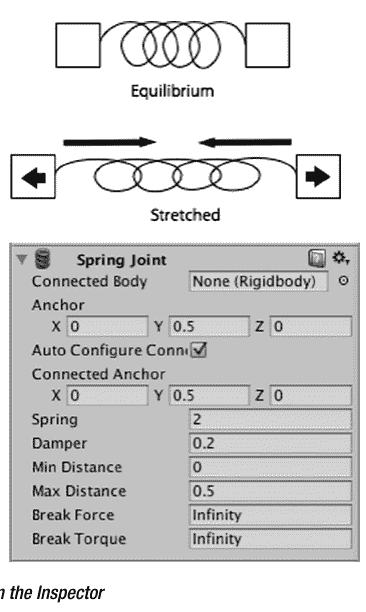 Equilibrium
Stretched
Spring Joint
Connected Body None (Rigidbody)
Anchor
X 0 Y 0.5 Z 0
Auto Configure Conn
Connected Anchor
X 0 Y 0.5 Z 0
Spring 2
Damper 0.2
Min Distance 0
Max Distance 0.5
Break Force Infinity
Break Torque Infinity
the Inspector